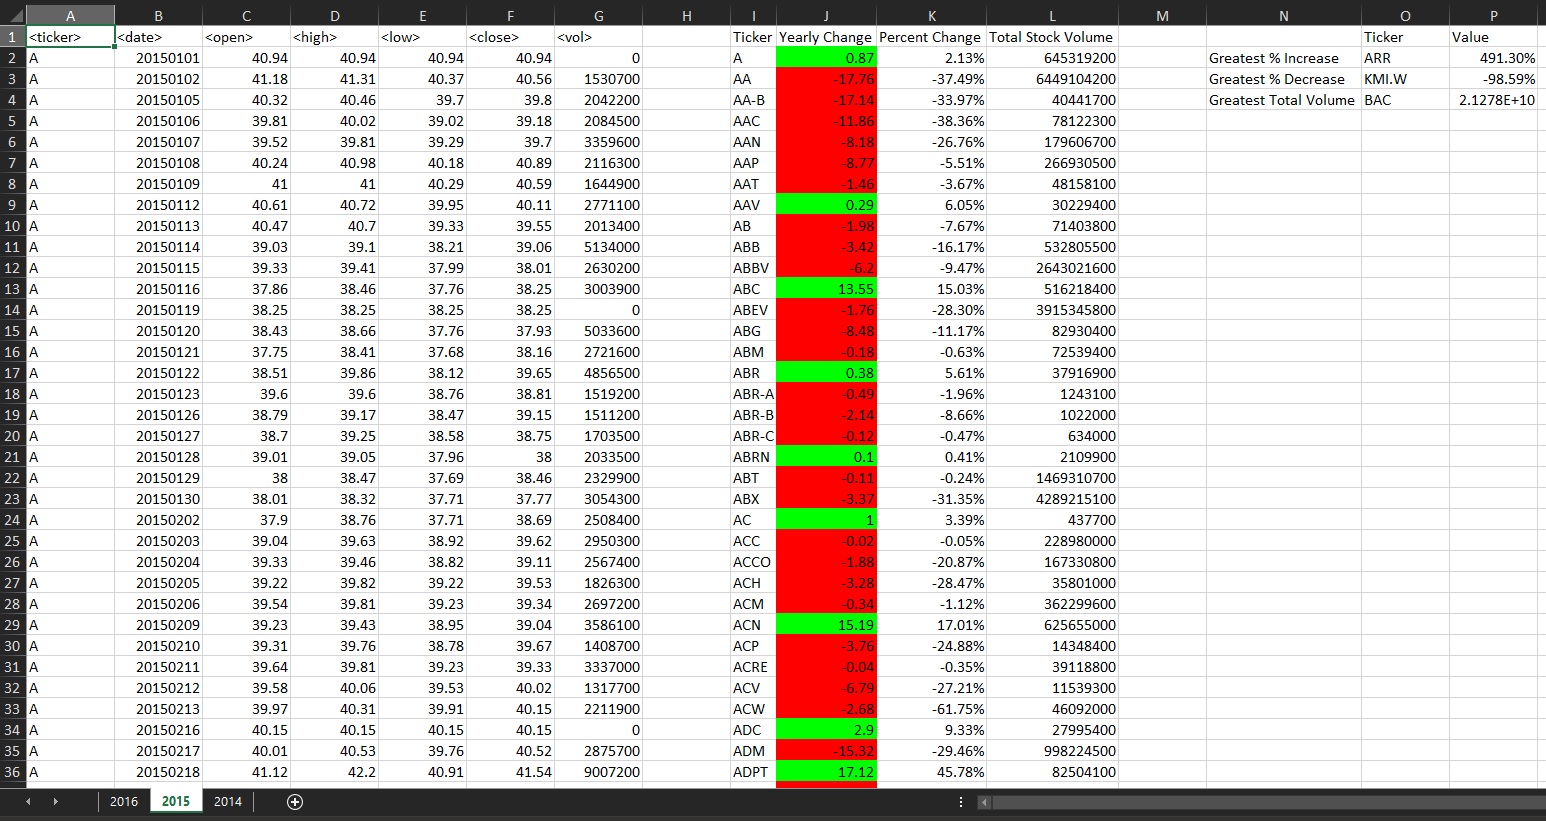 A B C D E F G H I J K L M N O P
1 <ticker> <date> <open> <high> <low> <close> <vol> Ticker Yearly Change Percent Change Total Stock Volume Ticker Value
2 A 20150101 40.94 40.94 40.94 40.94 0 A 0.87 2.13% 645319200 Greatest % Increase ARR 491.30%
3 A 20150102 41.18 41.31 40.37 40.56 1530700 AA -17.76 -37.49% 6449104200 Greatest % Decrease KMI.W -98.59%
4 A 20150105 40.32 40.46 39.7 39.8 2042200 AA-B -17.14 -33.97% 40441700 Greatest Total Volume BAC 2.1278E+10
5 A 20150106 39.81 40.02 39.02 39.18 2084500 AAC -11.86 -38.36% 78122300
6 A 20150107 39.52 39.81 39.29 39.7 3359600 AAN -8.18 -26.76% 179606700
7 A 20150108 40.24 40.98 40.18 40.89 2116300 AAP -8.77 -5.51% 266930500
8 A 20150109 41 41 40.29 40.59 1644900 AAT -1.46 -3.67% 48158100
9 A 20150112 40.61 40.72 39.95 40.11 2771100 AAV 0.29 6.05% 30229400
10 A 20150113 40.47 40.7 39.33 39.55 2013400 AB -1.98 -7.67% 71403800
11 A 20150114 39.03 39.1 38.21 39.06 5134000 ABB -3.42 -16.17% 532805500
12 A 20150115 39.33 39.41 37.99 38.01 2630200 ABBV -6.2 -9.47% 2643021600
13 A 20150116 37.86 38.46 37.76 38.25 3003900 ABC 13.55 15.03% 516218400
14 A 20150119 38.25 38.25 38.25 38.25 0 ABEV -1.76 -28.30% 3915345800
15 A 20150120 38.43 38.66 37.76 37.93 5033600 ABG -8.48 -11.17% 82930400
16 A 20150121 37.75 38.41 37.68 38.16 2721600 ABM -0.18 -0.63% 72539400
17 A 20150122 38.51 39.86 38.12 39.65 4856500 ABR 0.38 5.61% 37916900
18 A 20150123 39.6 39.6 38.76 38.81 1519200 ABR-A -0.49 -1.96% 1243100
19 A 20150126 38.79 39.17 38.47 39.15 1511200 ABR-B -2.14 -8.66% 1022000
20 A 20150127 38.7 39.25 38.58 38.75 1703500 ABR-C -0.12 -0.47% 634000
21 A 20150128 39.01 39.05 37.96 38 2033500 ABRN 0.1 0.41% 2109900
22 A 20150129 38 38.47 37.69 38.46 2329900 ABT -0.11 -0.24% 1469310700
23 A 20150130 38.01 38.32 37.71 37.77 3054300 ABX -3.37 -31.35% 4289215100
24 A 20150202 37.9 38.76 37.71 38.69 2508400 AC 1 3.39% 437700
25 A 20150203 39.04 39.63 38.92 39.62 2950300 ACC -0.02 -0.05% 228980000
26 A 20150204 39.33 39.46 38.82 39.11 2567400 ACCO -1.88 -20.87% 167330800
27 A 20150205 39.22 39.82 39.22 39.53 1826300 ACH -3.28 -28.47% 35801000
28 A 20150206 39.54 39.81 39.23 39.34 2697200 ACM -0.34 -1.12% 362299600
29 A 20150209 39.23 39.43 38.95 39.04 3586100 ACN 15.19 17.01% 625655000
30 A 20150210 39.31 39.76 38.78 39.67 1408700 ACP -3.76 -24.88% 14348400
31 A 20150211 39.64 39.81 39.23 39.33 3337000 ACRE -0.04 -0.35% 39118800
32 A 20150212 39.58 40.06 39.53 40.02 1317700 ACV -6.79 -27.21% 11539300
33 A 20150213 39.97 40.31 39.91 40.15 2211900 ACW -2.68 -61.75% 46092000
34 A 20150216 40.15 40.15 40.15 40.15 0 ADC 2.9 9.33% 27995400
35 A 20150217 40.01 40.53 39.76 40.52 2875700 ADM -15.32 -29.46% 998224500
36 A 20150218 41.12 42.2 40.91 41.54 9007200 ADPT 17.12 45.78% 82504100
2016 2015 2014